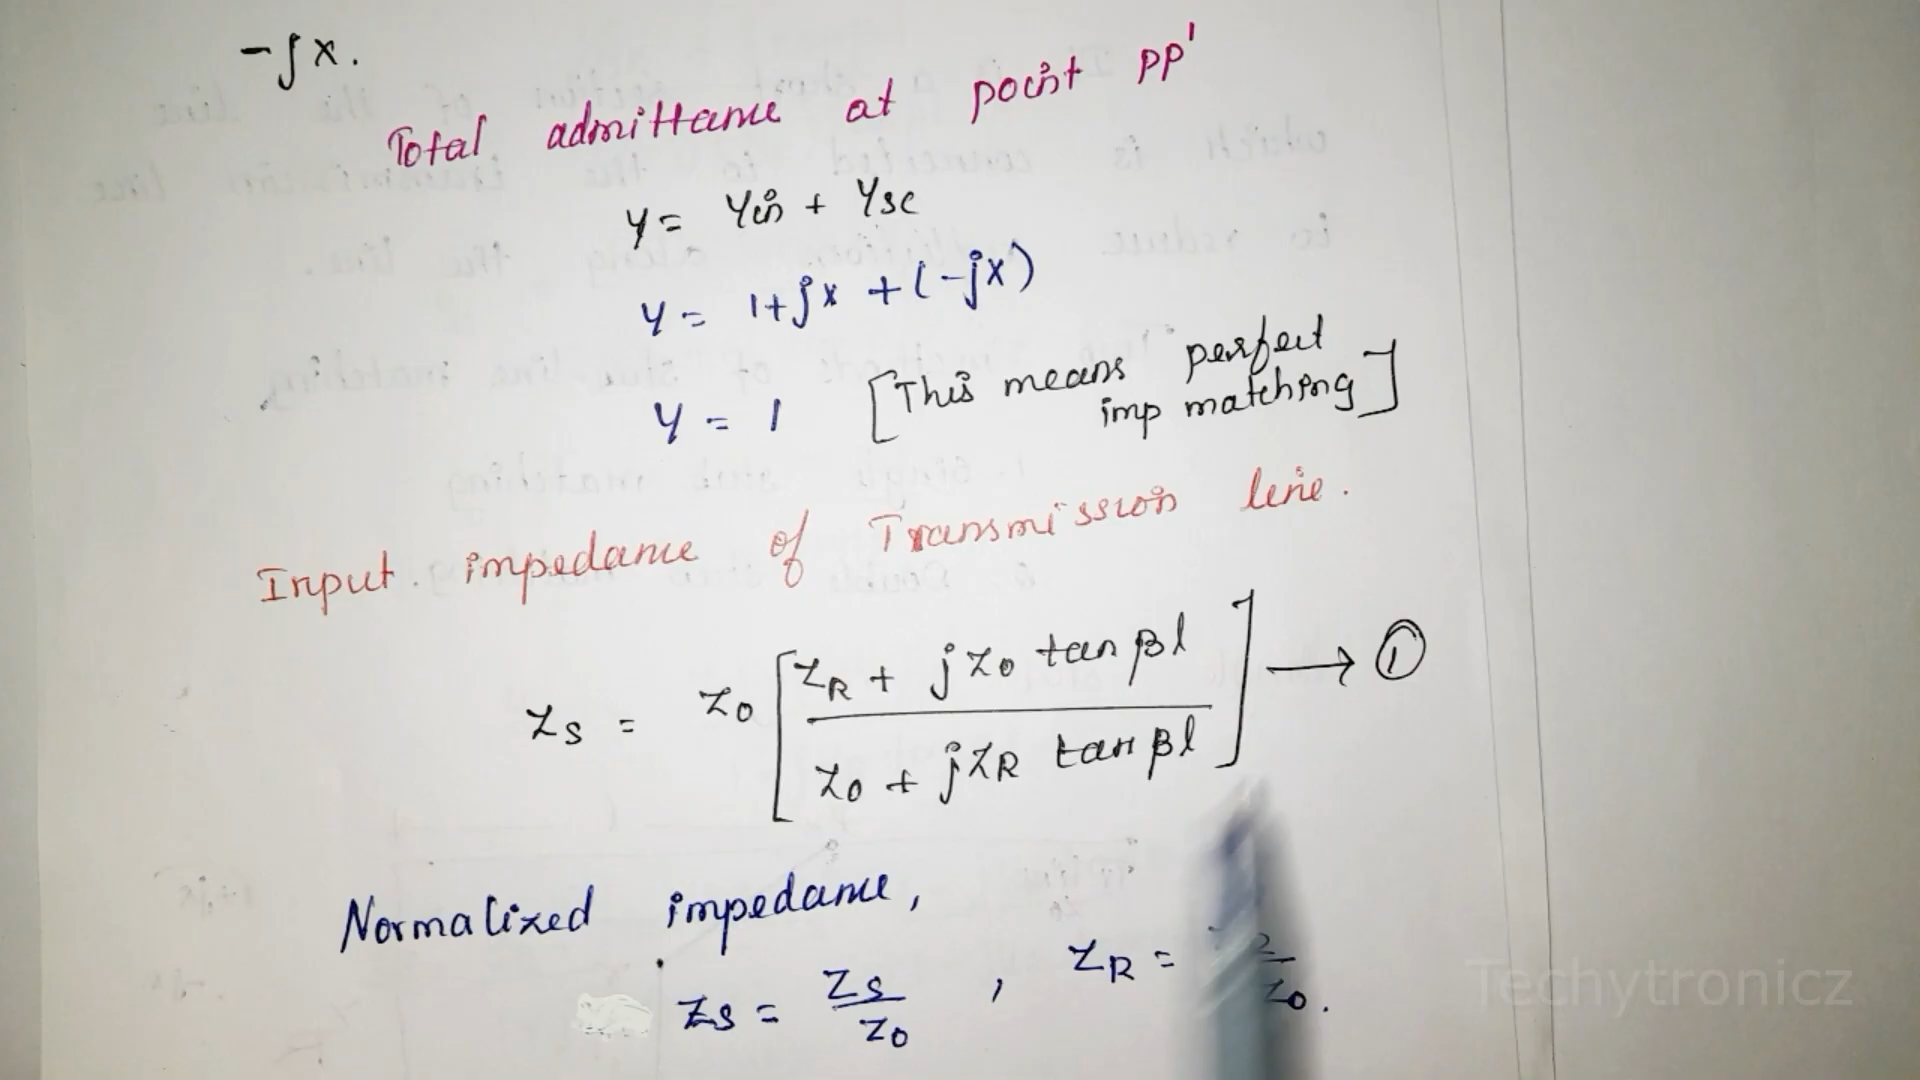 -jx.
Total admittance at point PP'
Y = Yin + Ysc
Y = 1+jx +(-jx)
Y = 1 [This means perfect
imp matching]
Input impedance of Transmission line.
Zs = Z0 [ZR + jZ0 tan βl / Z0 + jZR tan βl] → ①
Normalized impedance,
Zs = Zs / Z0 , ZR = / Z0.
Techytronicz